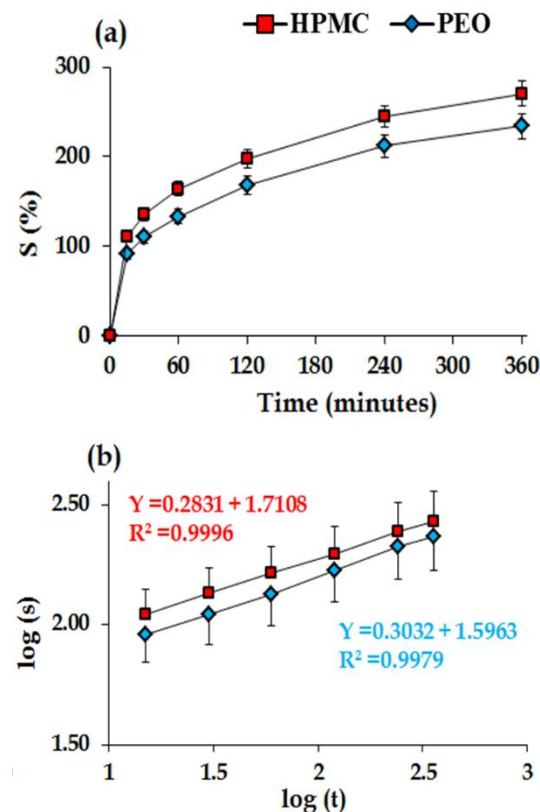 (a) HPMC PEO
300
200
100
0
S (%)
0 60 120 180 240 300 360
Time (minutes)
(b)
Y =0.2831 + 1.7108
R² =0.9996
2.50
2.00
1.50
log (s)
Y =0.3032 + 1.5963
R² =0.9979
1 1.5 2 2.5 3
log (t)